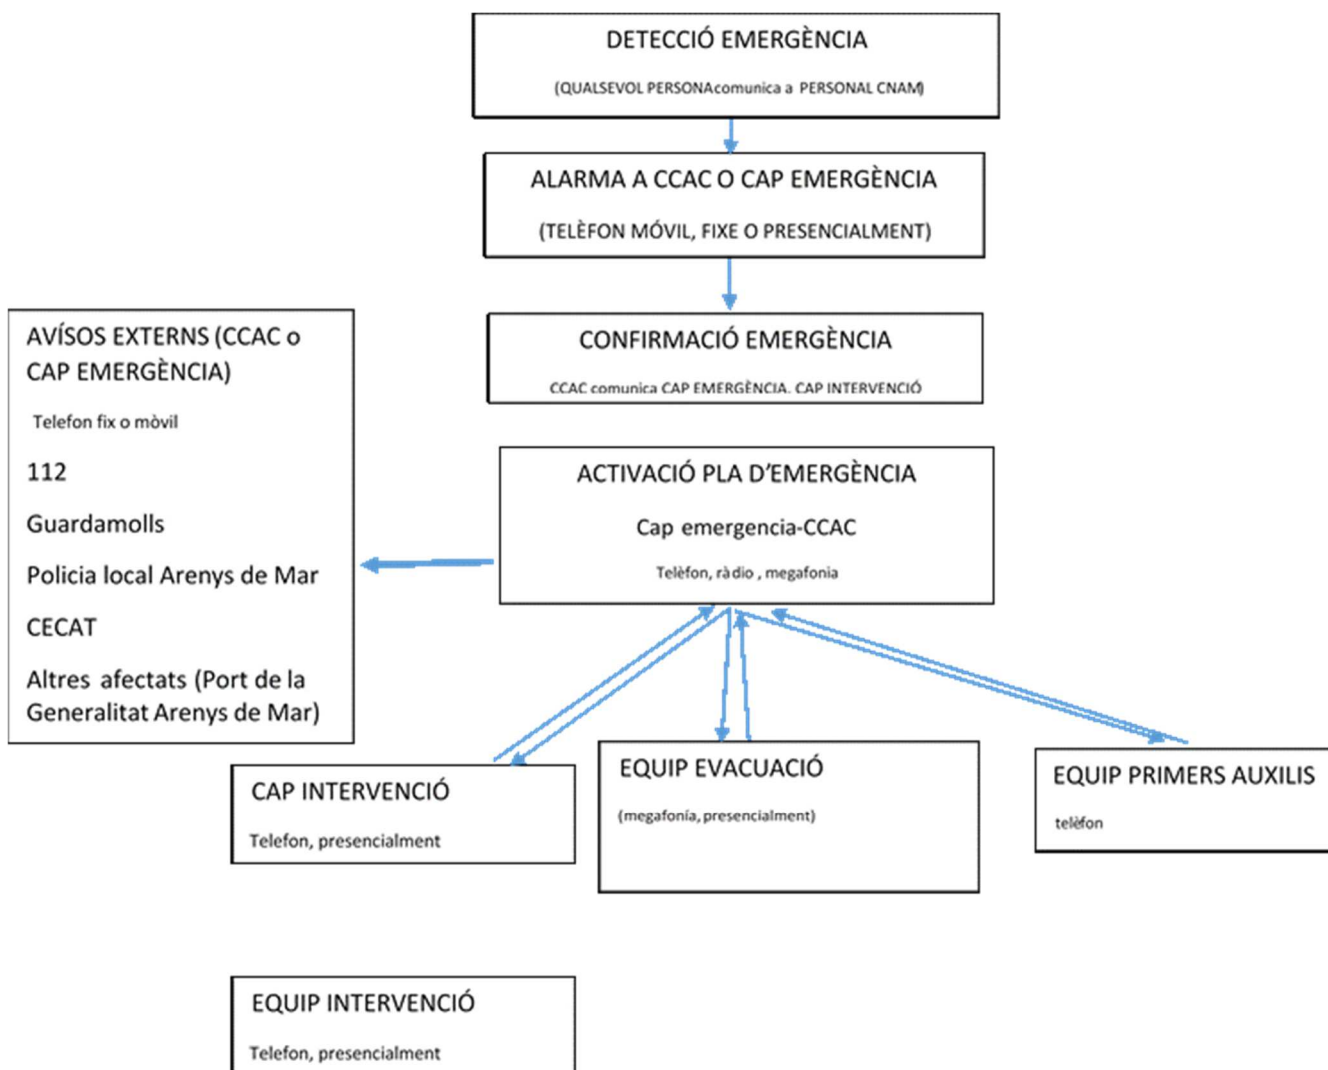 DETECCIÓ EMERGÈNCIA
(QUALSEVOL PERSONAcomunica a PERSONAL CNAM)
ALARMA A CCAC O CAP EMERGÈNCIA
(TELÈFON MÓVIL, FIXE O PRESENCIALMENT)
CONFIRMACIÓ EMERGÈNCIA
CCAC comunica CAP EMERGÈNCIA. CAP INTERVENCIÓ
AVÍSOS EXTERNS (CCAC o
CAP EMERGÈNCIA)
Telefon fix o mòvil
112
Guardamolls
Policia local Arenys de Mar
CECAT
Altres afectats (Port de la
Generalitat Arenys de Mar)
ACTIVACIÓ PLA D'EMERGÈNCIA
Cap emergencia-CCAC
Telèfon, ràdio , megafonia
CAP INTERVENCIÓ
Telefon, presencialment
EQUIP EVACUACIÓ
(megafonía, presencialment)
EQUIP PRIMERS AUXILIS
telèfon
EQUIP INTERVENCIÓ
Telefon, presencialment